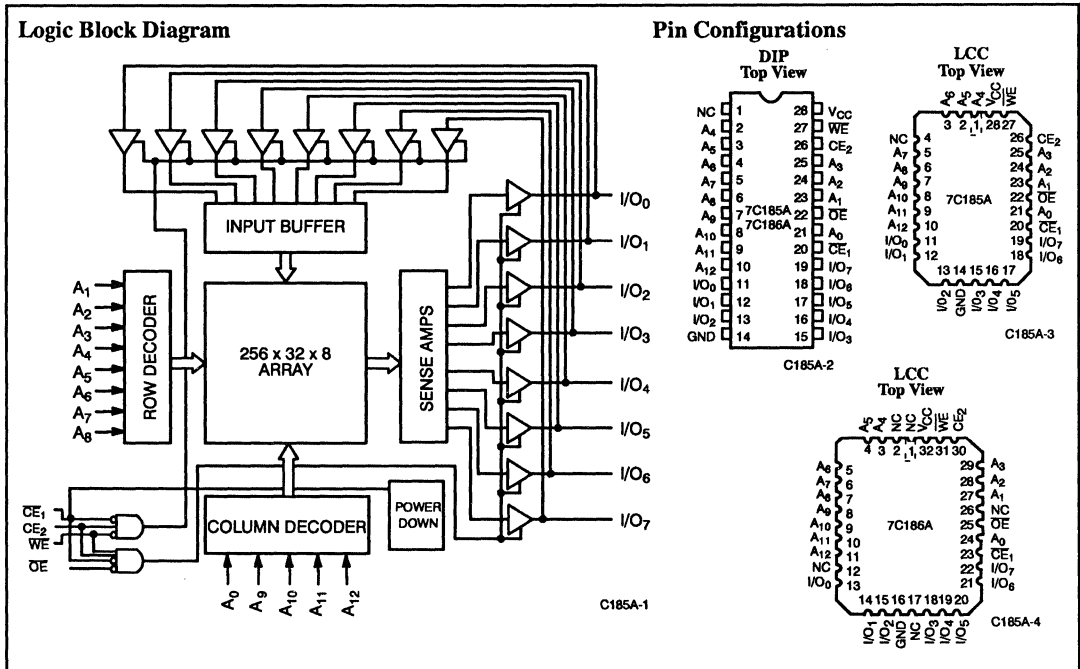 Logic Block Diagram
INPUT BUFFER
A₁
A₂
A₃
A₄
A₅
A₆
A₇
A₈
ROW DECODER
256 x 32 x 8
ARRAY
SENSE AMPS
I/O₀
I/O₁
I/O₂
I/O₃
I/O₄
I/O₅
I/O₆
I/O₇
C̅E̅₁
CE₂
W̅E̅
O̅E̅
COLUMN DECODER
POWER
DOWN
A₀
A₉
A₁₀
A₁₁
A₁₂
C185A-1
Pin Configurations
DIP
Top View
NC 1 28 VCC
A₄ 2 27 W̅E̅
A₅ 3 26 CE₂
A₆ 4 25 A₃
A₇ 5 24 A₂
A₈ 6 23 A₁
A₉ 7 7C185A 22 O̅E̅
7C186A
A₁₀ 8 21 A₀
A₁₁ 9 20 C̅E̅₁
A₁₂ 10 19 I/O₇
I/O₀ 11 18 I/O₆
I/O₁ 12 17 I/O₅
I/O₂ 13 16 I/O₄
GND 14 15 I/O₃
C185A-2
LCC
Top View
A₆ A₅ A₄ VCC W̅E̅
3 2 1 28 27
NC 4 26 CE₂
A₇ 5 25 A₃
A₈ 6 24 A₂
A₉ 7 23 A₁
7C185A
A₁₀ 8 22 O̅E̅
A₁₁ 9 21 A₀
A₁₂ 10 20 C̅E̅₁
I/O₀ 11 19 I/O₇
I/O₁ 12 18 I/O₆
13 14 15 16 17
I/O₂ GND I/O₃ I/O₄ I/O₅
C185A-3
LCC
Top View
A₅ A₄ NC NC VCC W̅E̅ CE₂
4 3 2 1 32 31 30
A₆ 5 29 A₃
A₇ 6 28 A₂
A₈ 7 27 A₁
A₉ 8 26 NC
A₁₀ 9 7C186A 25 O̅E̅
A₁₁ 10 24 A₀
A₁₂ 11 23 C̅E̅₁
NC 12 22 I/O₇
I/O₀ 13 21 I/O₆
14 15 16 17 18 19 20
I/O₁ I/O₂ GND NC I/O₃ I/O₄ I/O₅
C185A-4